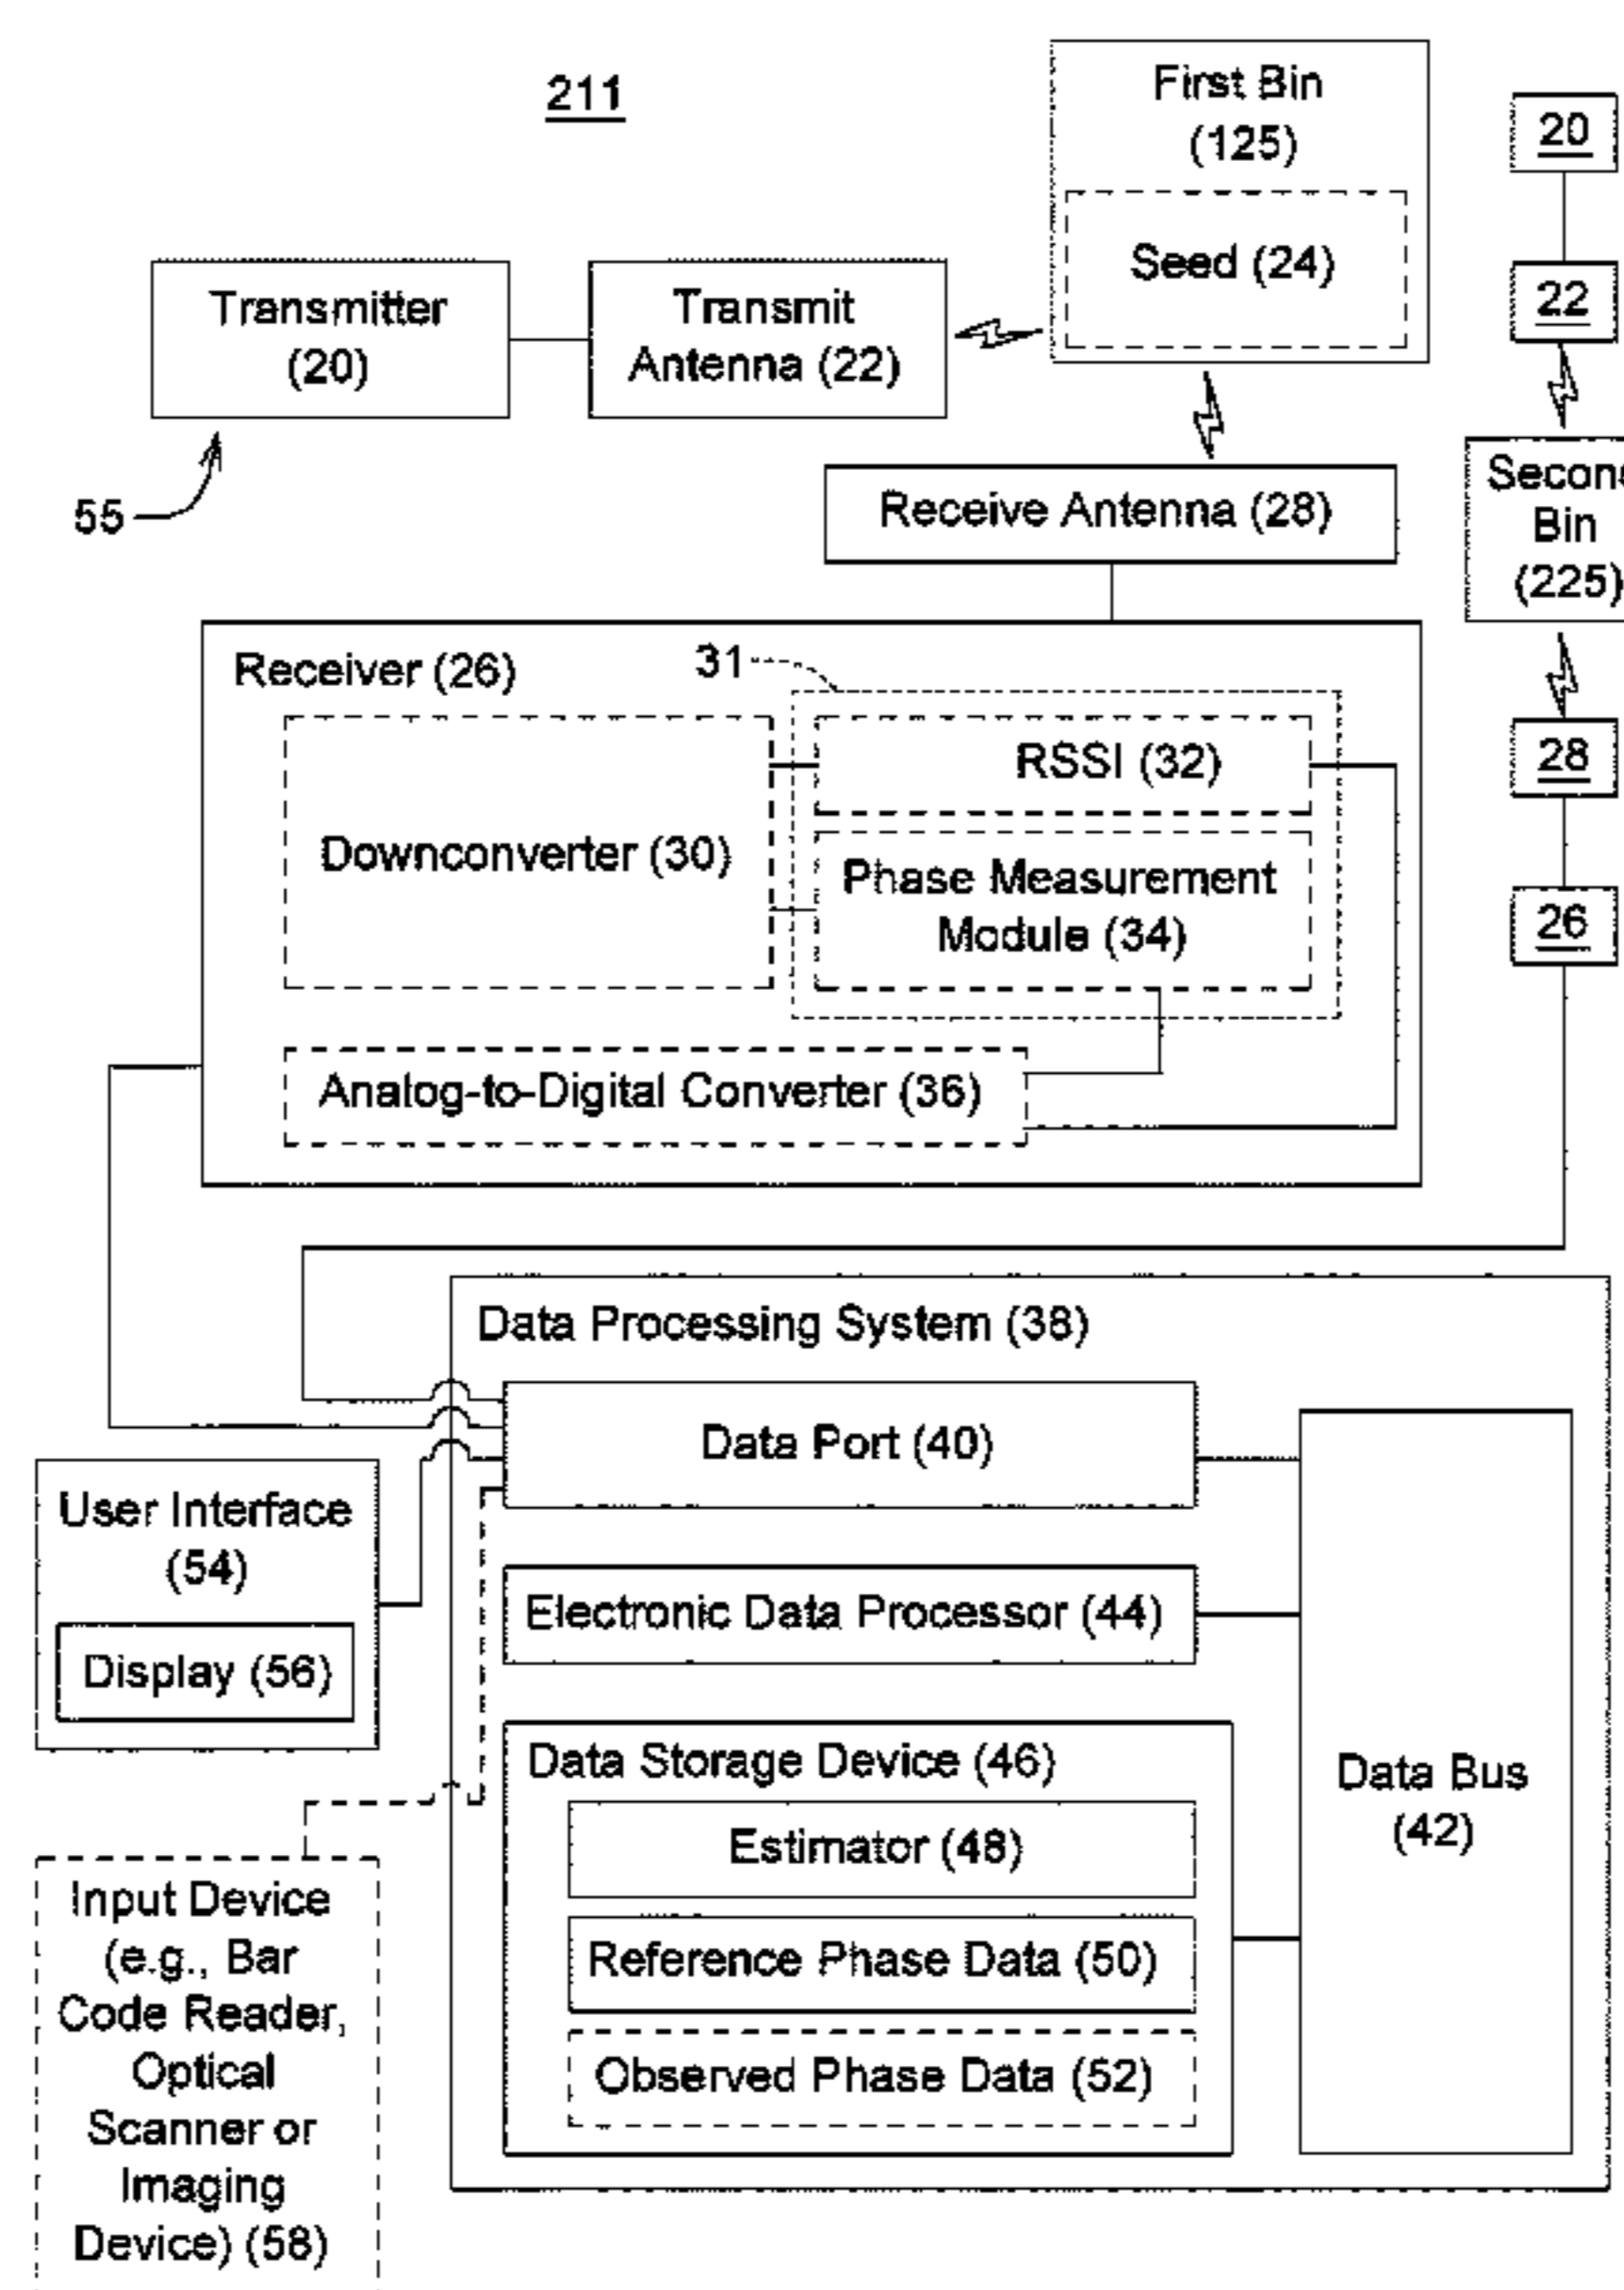 211
First Bin
(125)
Seed (24)
20
22
Transmitter
(20)
Transmit
Antenna (22)
55
Receive Antenna (28)
Bin
(225)
Receiver (26)
31
RSSI (32)
28
Downconverter (30)
Phase Measurement
Module (34)
26
Analog-to-Digital Converter (36)
Data Processing System (38)
Data Port (40)
User Interface
(54)
Display (56)
Electronic Data Processor (44)
Data Storage Device (46)
Estimator (48)
Reference Phase Data (50)
Observed Phase Data (52)
Data Bus
(42)
Input Device
(e.g., Bar
Code Reader,
Optical
Scanner or
Imaging
Device) (58)